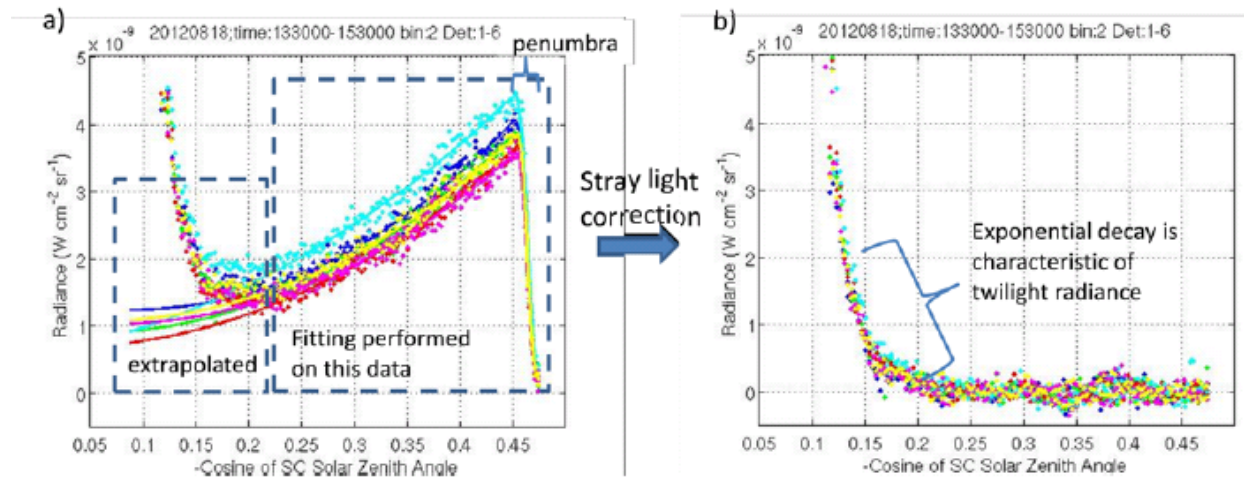 a)
20120818;time:133000-153000 bin:2 Det:1-6
x 10⁻⁹
penumbra
5
4
3
2
1
0
Radiance (W cm⁻² sr⁻¹)
extrapolated
Fitting performed
on this data
0.05 0.1 0.15 0.2 0.25 0.3 0.35 0.4 0.45
-Cosine of SC Solar Zenith Angle
Stray light
correction
b)
20120818;time:133000-153000 bin:2 Det:1-6
x 10⁻⁹
5
4
3
2
1
0
Radiance (W cm⁻² sr⁻¹)
Exponential decay is
characteristic of
twilight radiance
0.05 0.1 0.15 0.2 0.25 0.3 0.35 0.4 0.45
-Cosine of SC Solar Zenith Angle